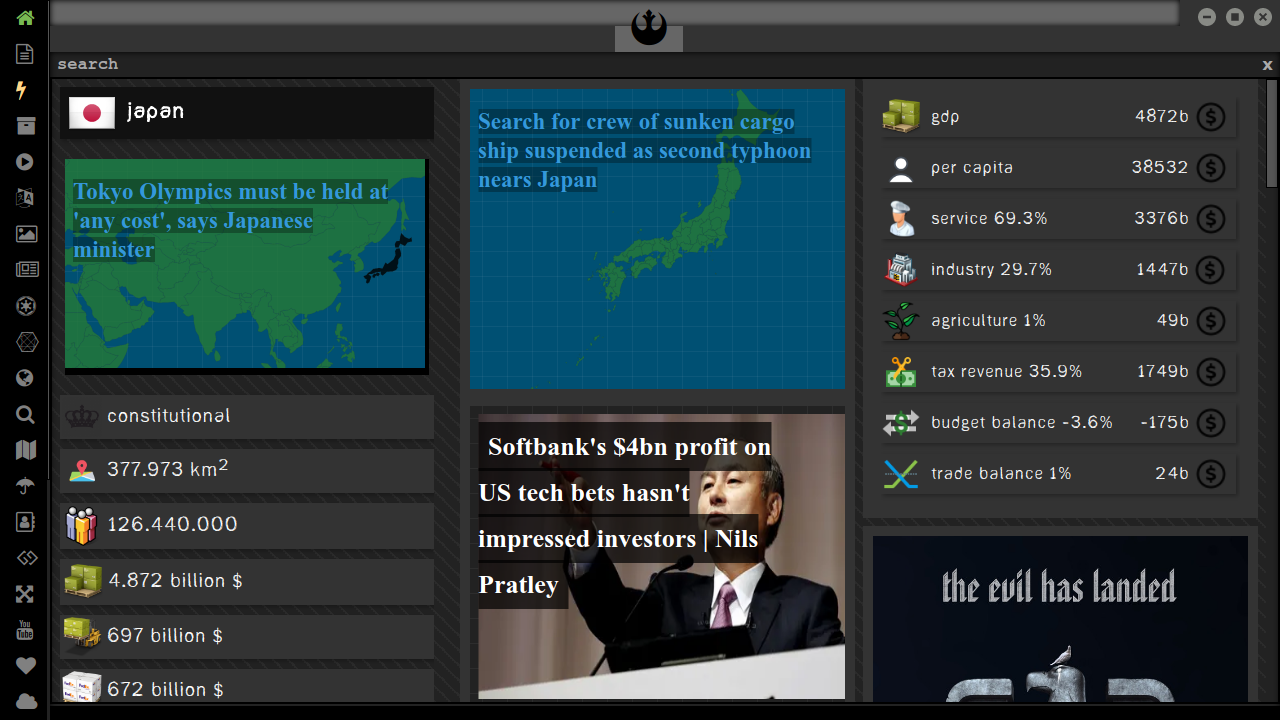 search
x
japan
Tokyo Olympics must be held at
'any cost', says Japanese
minister
constitutional
377.973 km²
126.440.000
4.872 billion $
697 billion $
672 billion $
Search for crew of sunken cargo
ship suspended as second typhoon
nears Japan
Softbank's $4bn profit on
US tech bets hasn't
impressed investors | Nils
Pratley
gdp 4872b $
per capita 38532 $
service 69.3% 3376b $
industry 29.7% 1447b $
agriculture 1% 49b $
tax revenue 35.9% 1749b $
budget balance -3.6% -175b $
trade balance 1% 24b $
the evil has landed
You
Tube